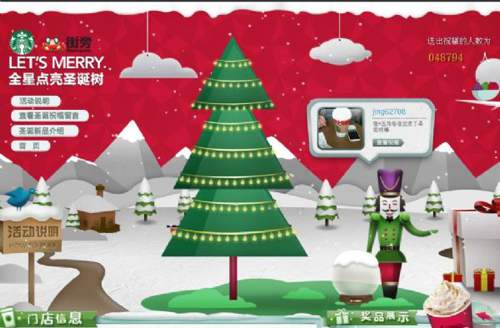 街旁
LET'S MERRY.
全星点亮圣诞树
活动说明
查看圣诞祝福留言
圣诞新品介绍
首 页
送出祝福的人数为
048794
jing62708
活动说明
门店信息
奖品展示